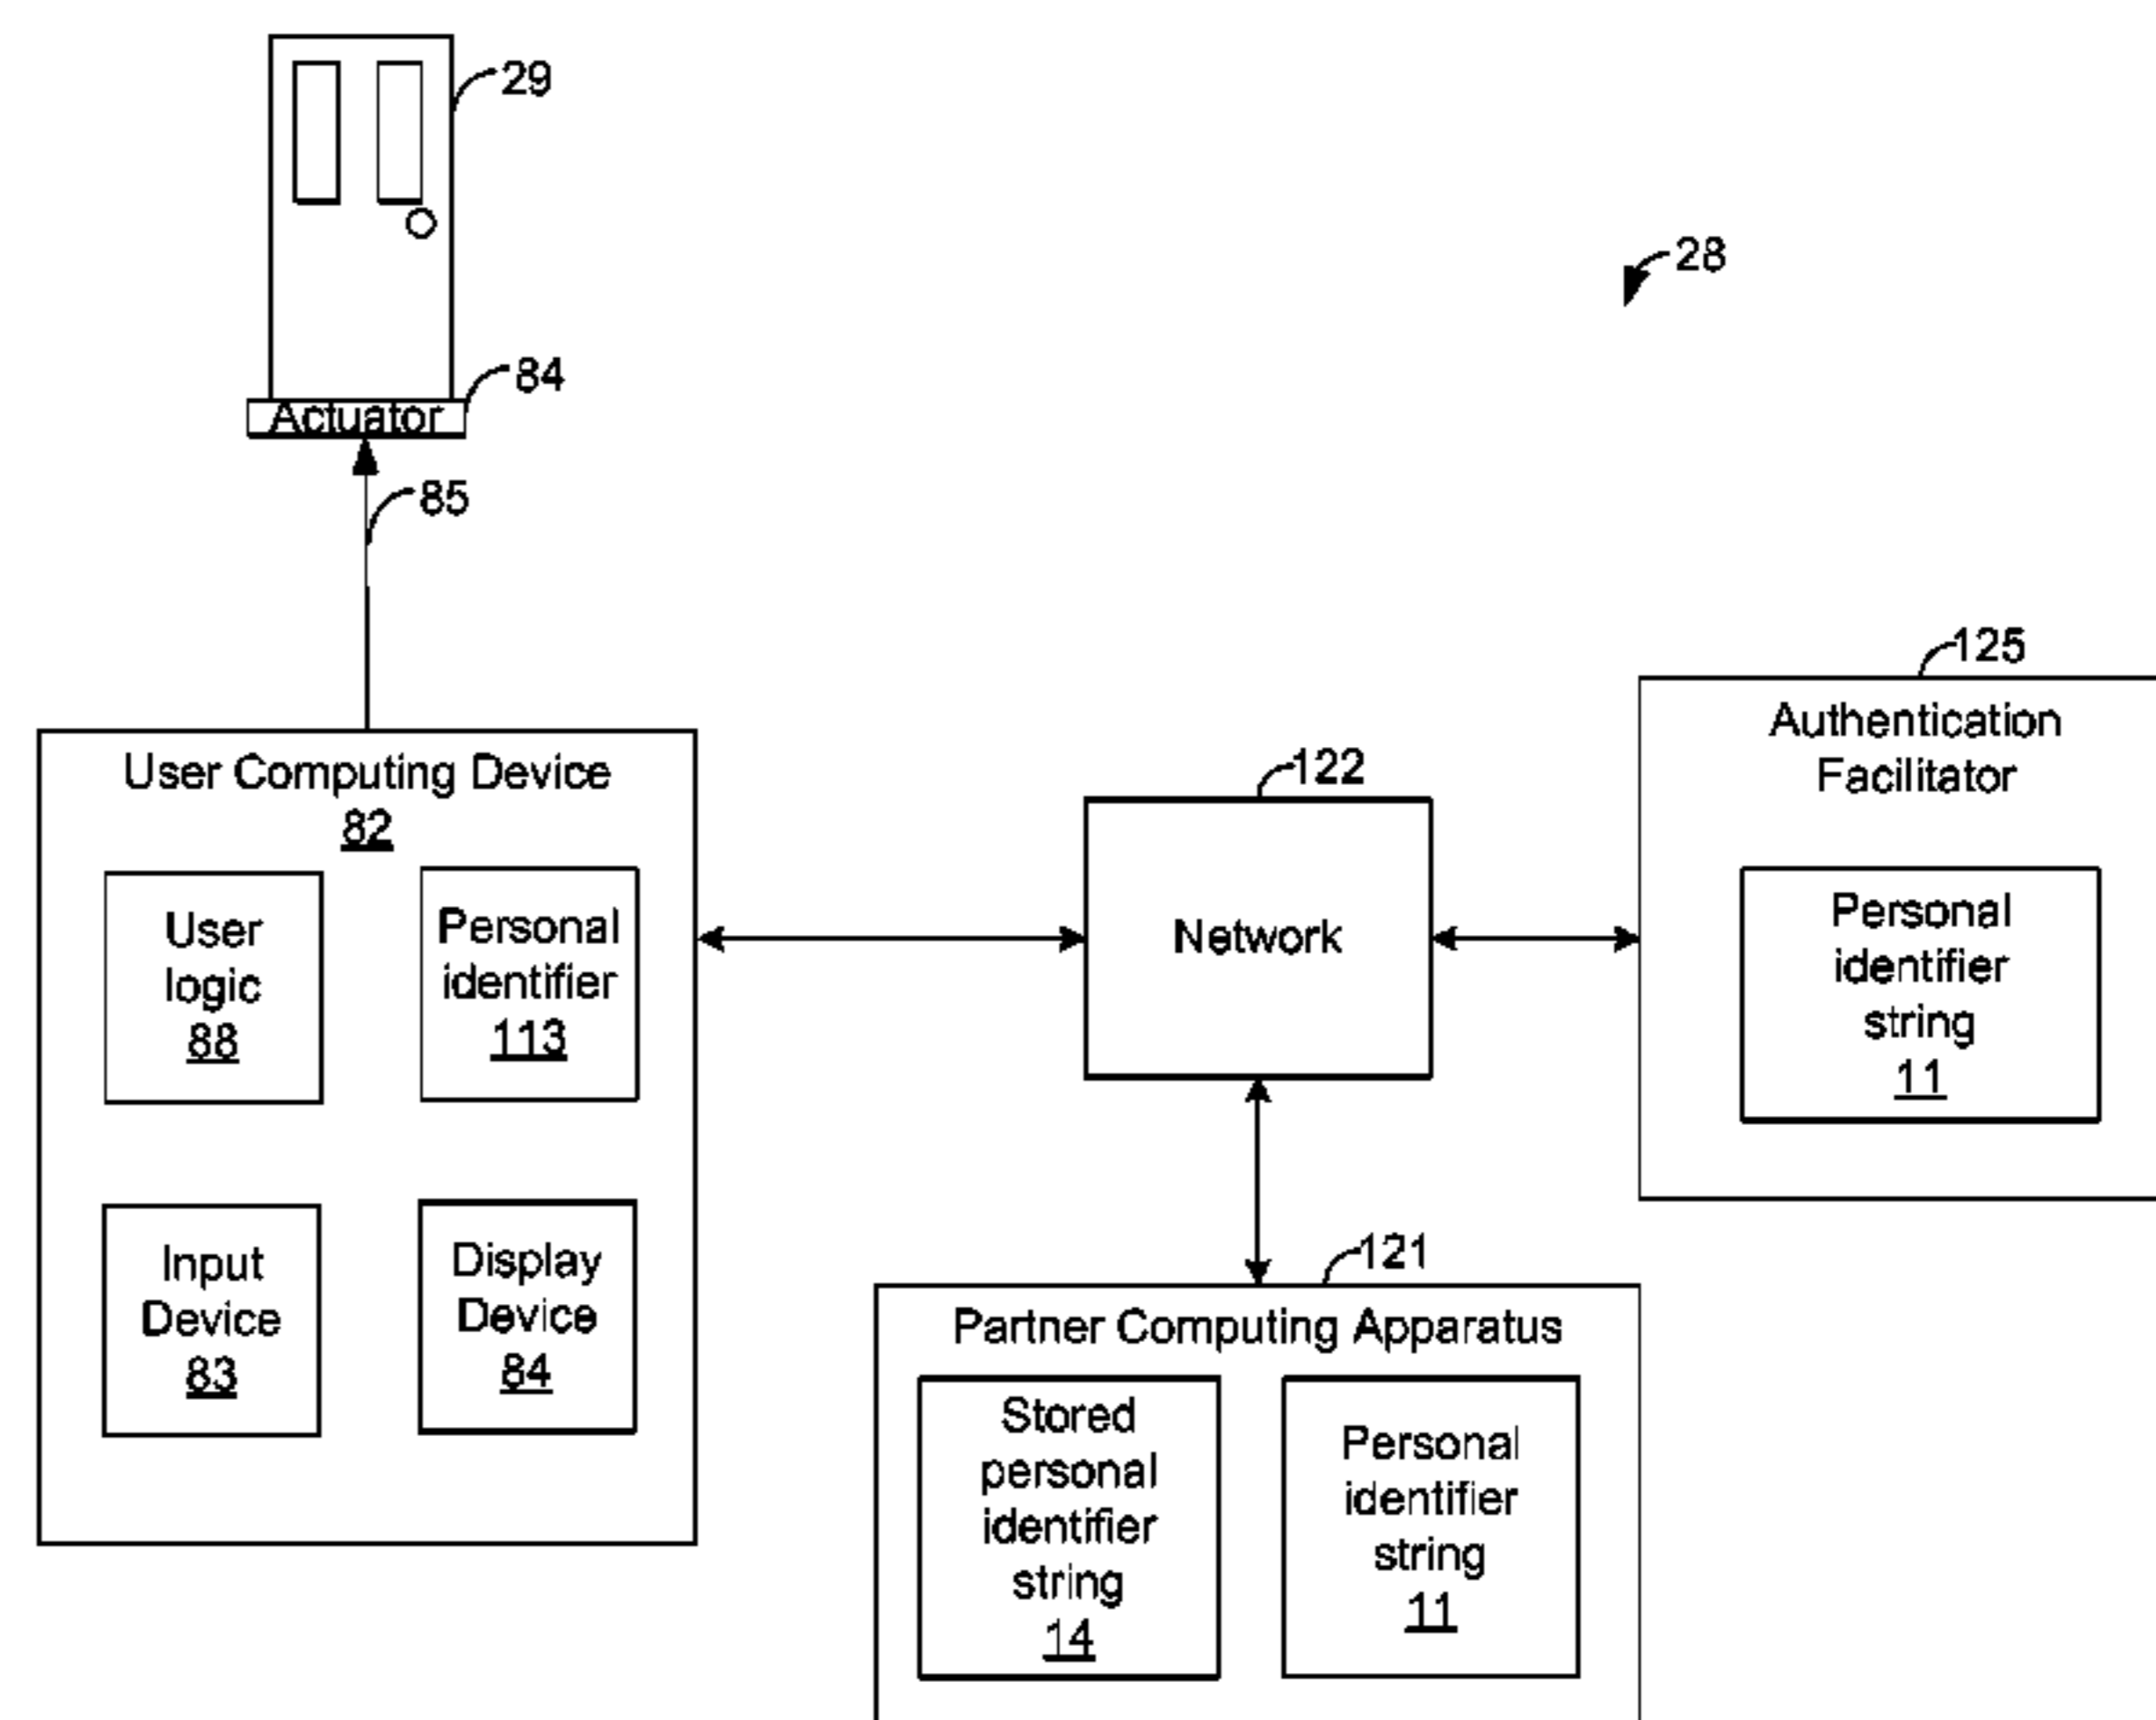 29
28
84
Actuator
85
125
Authentication
Facilitator
122
User Computing Device
82
User
logic
88
Personal
identifier
113
Network
Personal
identifier
string
11
Input
Device
83
Display
Device
84
121
Partner Computing Apparatus
Stored
personal
identifier
string
14
Personal
identifier
string
11